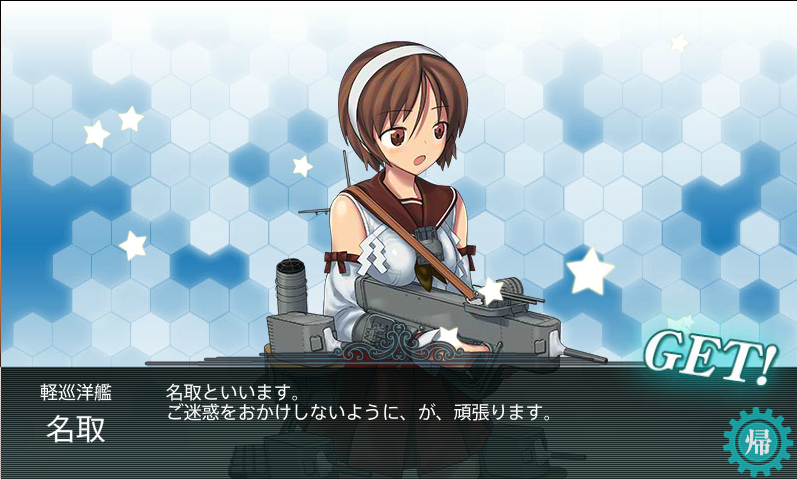 GET!
軽巡洋艦
名取
名取といいます。
ご迷惑をおかけしないように、が、頑張ります。
帰